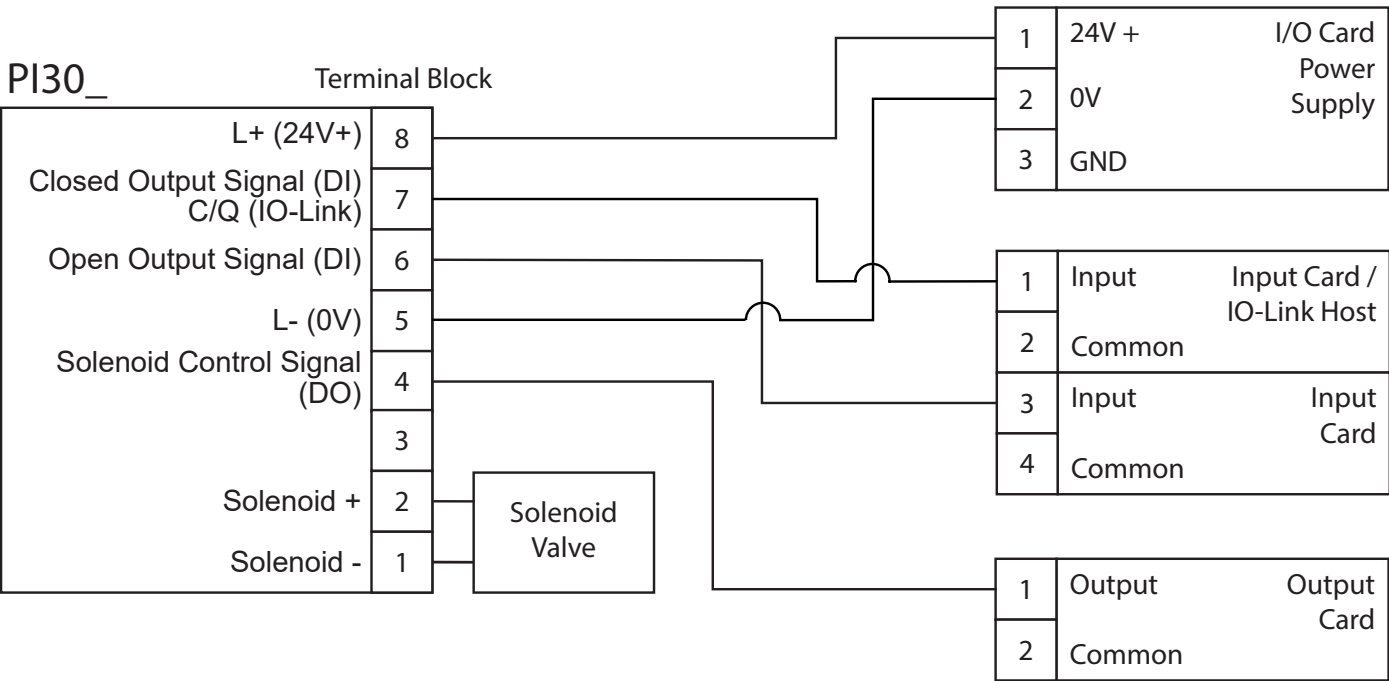 PI30_
Terminal Block
L+ (24V+)
8
Closed Output Signal (DI)
C/Q (IO-Link)
7
Open Output Signal (DI)
6
L- (0V)
5
Solenoid Control Signal
(DO)
4
3
Solenoid +
2
Solenoid -
1
Solenoid
Valve
1
24V +
I/O Card
Power
Supply
2
0V
3
GND
1
Input
Input Card /
IO-Link Host
2
Common
3
Input
Input
Card
4
Common
1
Output
Output
Card
2
Common